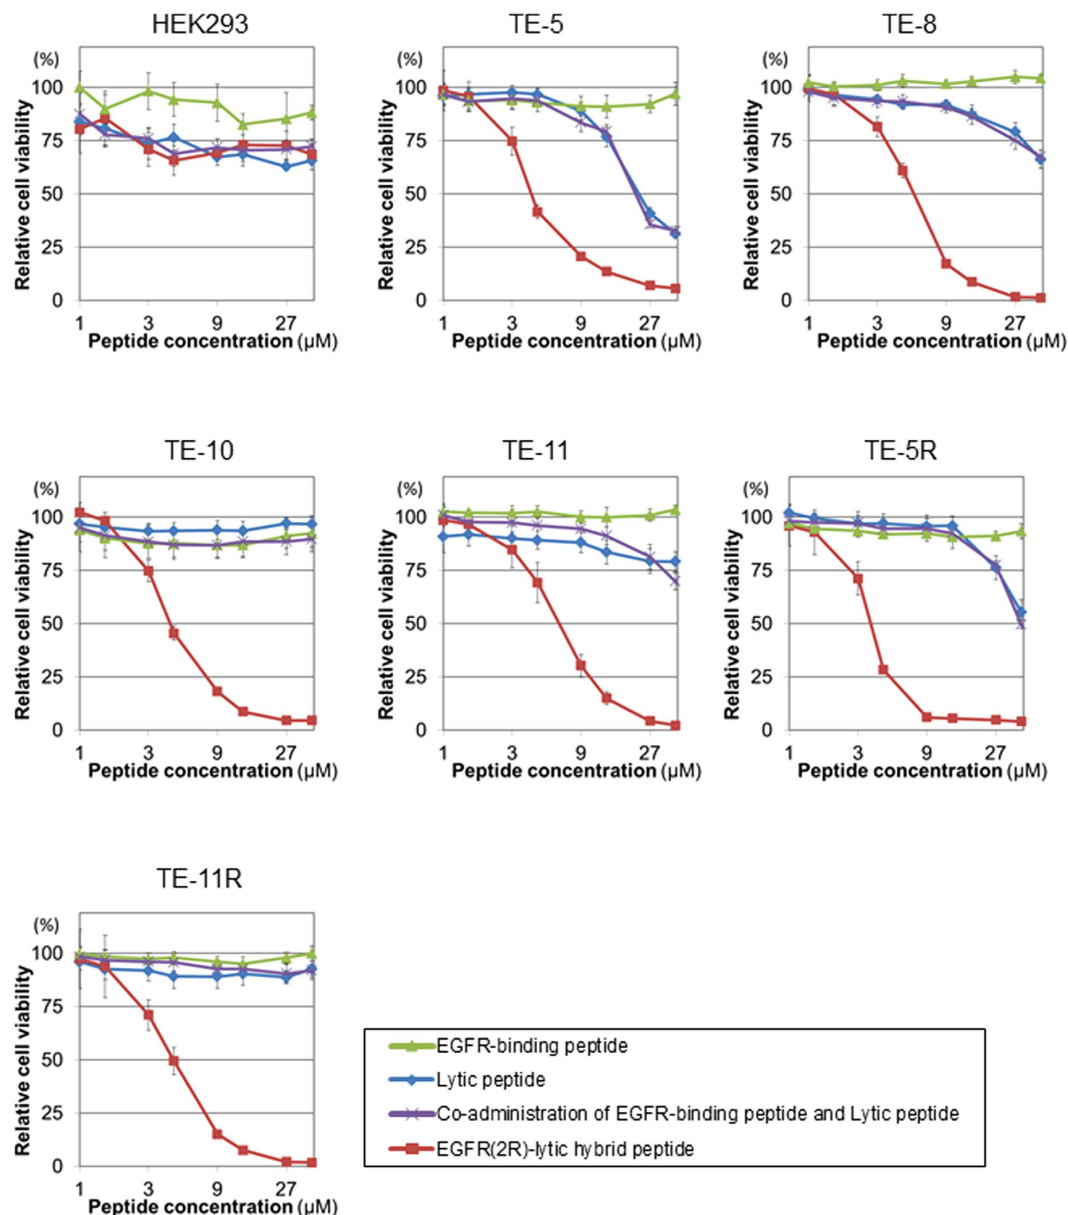 HEK293
TE-5
TE-8
(%)
(%)
(%)
Relative cell viability
100
75
50
25
0
1 3 9 27
Peptide concentration (µM)
Relative cell viability
100
75
50
25
0
1 3 9 27
Peptide concentration (µM)
Relative cell viability
100
75
50
25
0
1 3 9 27
Peptide concentration (µM)
TE-10
TE-11
TE-5R
(%)
(%)
(%)
Relative cell viability
100
75
50
25
0
1 3 9 27
Peptide concentration (µM)
Relative cell viability
100
75
50
25
0
1 3 9 27
Peptide concentration (µM)
Relative cell viability
100
75
50
25
0
1 3 9 27
Peptide concentration (µM)
TE-11R
(%)
Relative cell viability
100
75
50
25
0
1 3 9 27
Peptide concentration (µM)
EGFR-binding peptide
Lytic peptide
Co-administration of EGFR-binding peptide and Lytic peptide
EGFR(2R)-lytic hybrid peptide